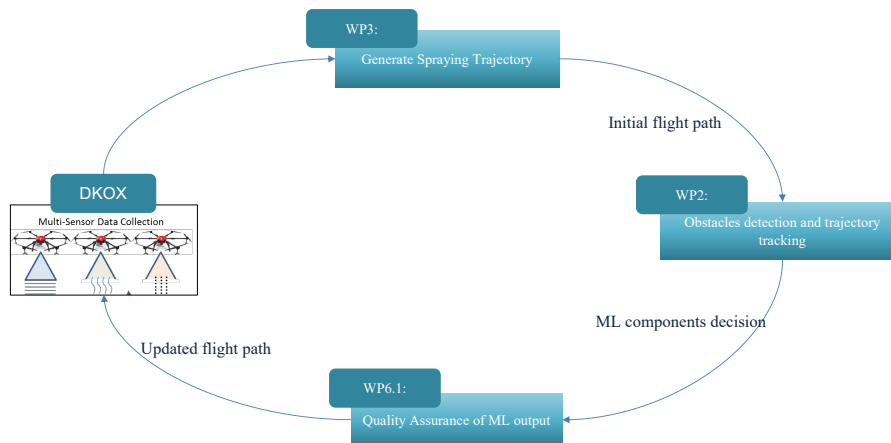 WP3:
Generate Spraying Trajectory
Initial flight path
DKOX
Multi-Sensor Data Collection
WP2:
Obstacles detection and trajectory
tracking
ML components decision
Updated flight path
WP6.1:
Quality Assurance of ML output